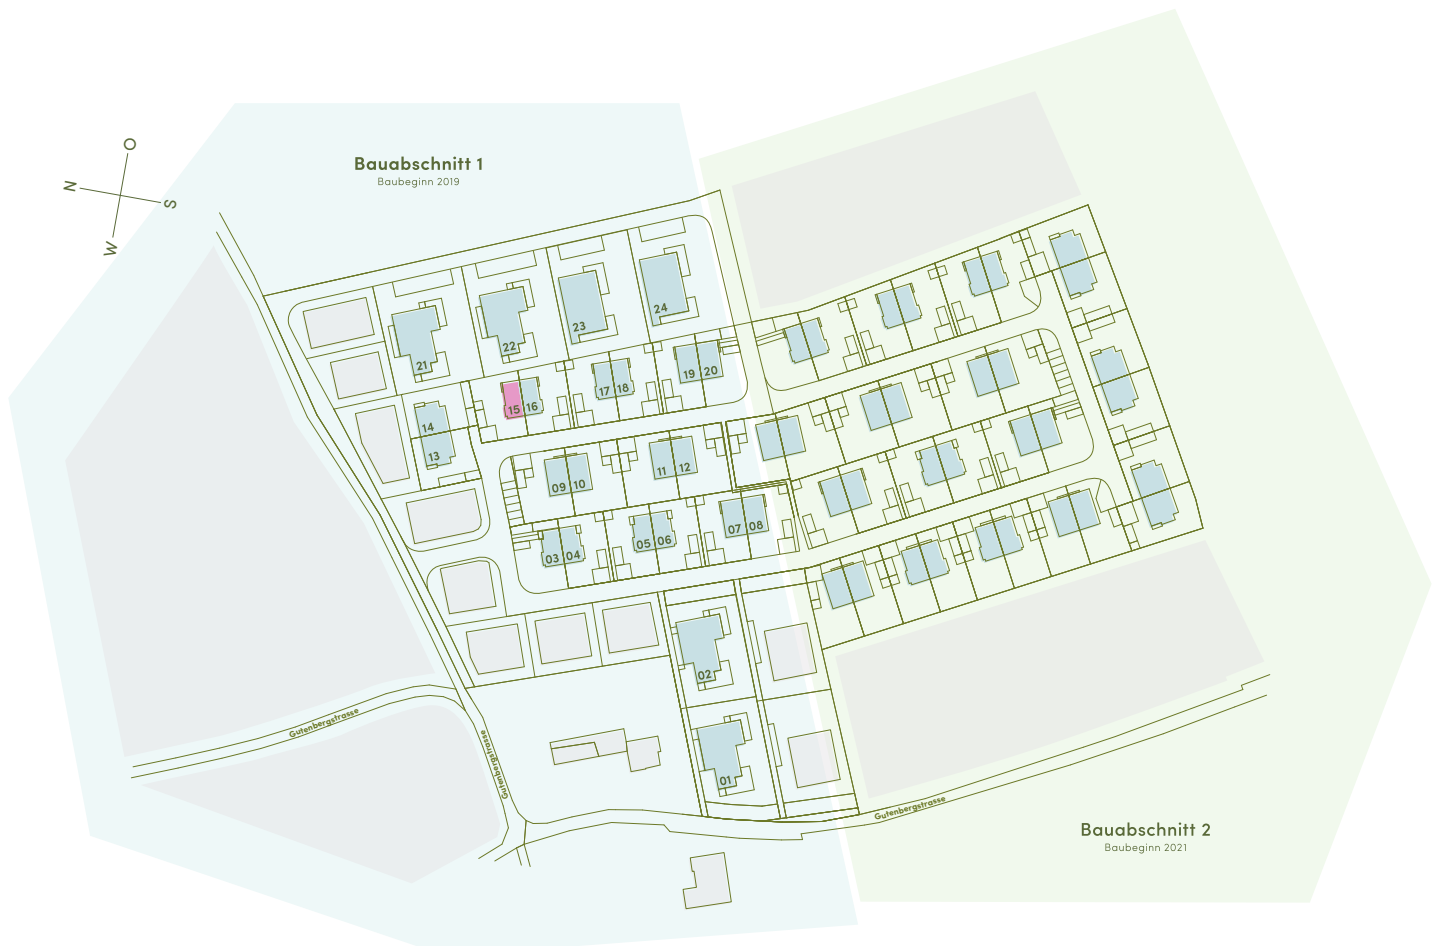 O
N
S
W
Bauabschnitt 1
Baubeginn 2019
24
23
22
21
19 20
17 18
15 16
14
13
11 12
09 10
07 08
05 06
03 04
02
01
Gutenbergstrasse
Gutenbergstrasse
Gutenbergstrasse
Bauabschnitt 2
Baubeginn 2021